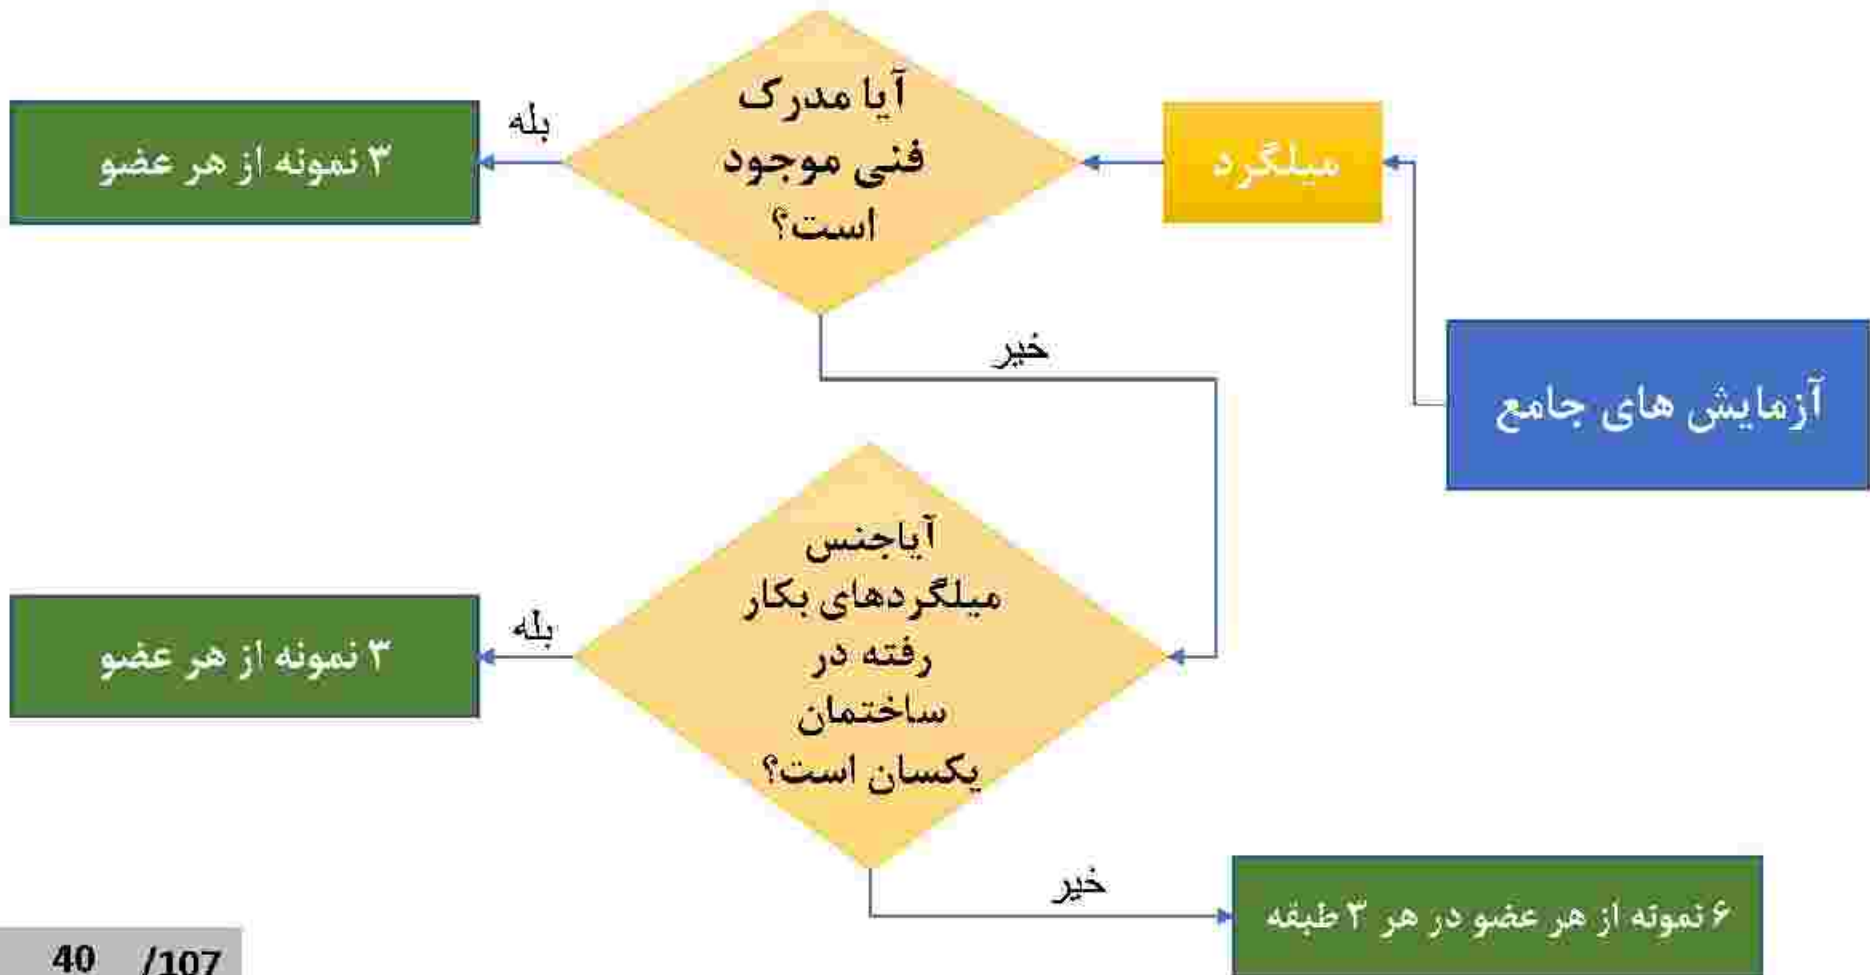 آزمایش های جامع
میلگرد
آیا مدرک
فنی موجود
است؟
بله
۳ نمونه از هر عضو
خیر
آیاجنس
میلگردهای بکار
رفته در
ساختمان
یکسان است؟
بله
۳ نمونه از هر عضو
خیر
۶ نمونه از هر عضو در هر ۳ طبقه
40 /107